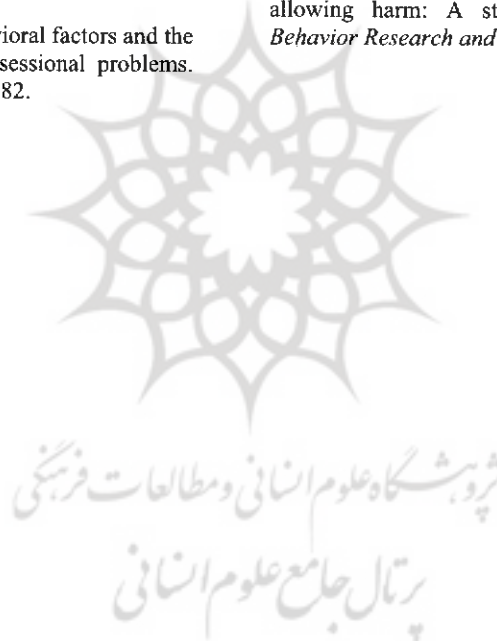 vioral factors and the
sessional problems.
82.
allowing harm: A st
Behavior Research and
پژوهشگاه علوم انسانی و مطالعات فرهنگی
پرتال جامع علوم انسانی